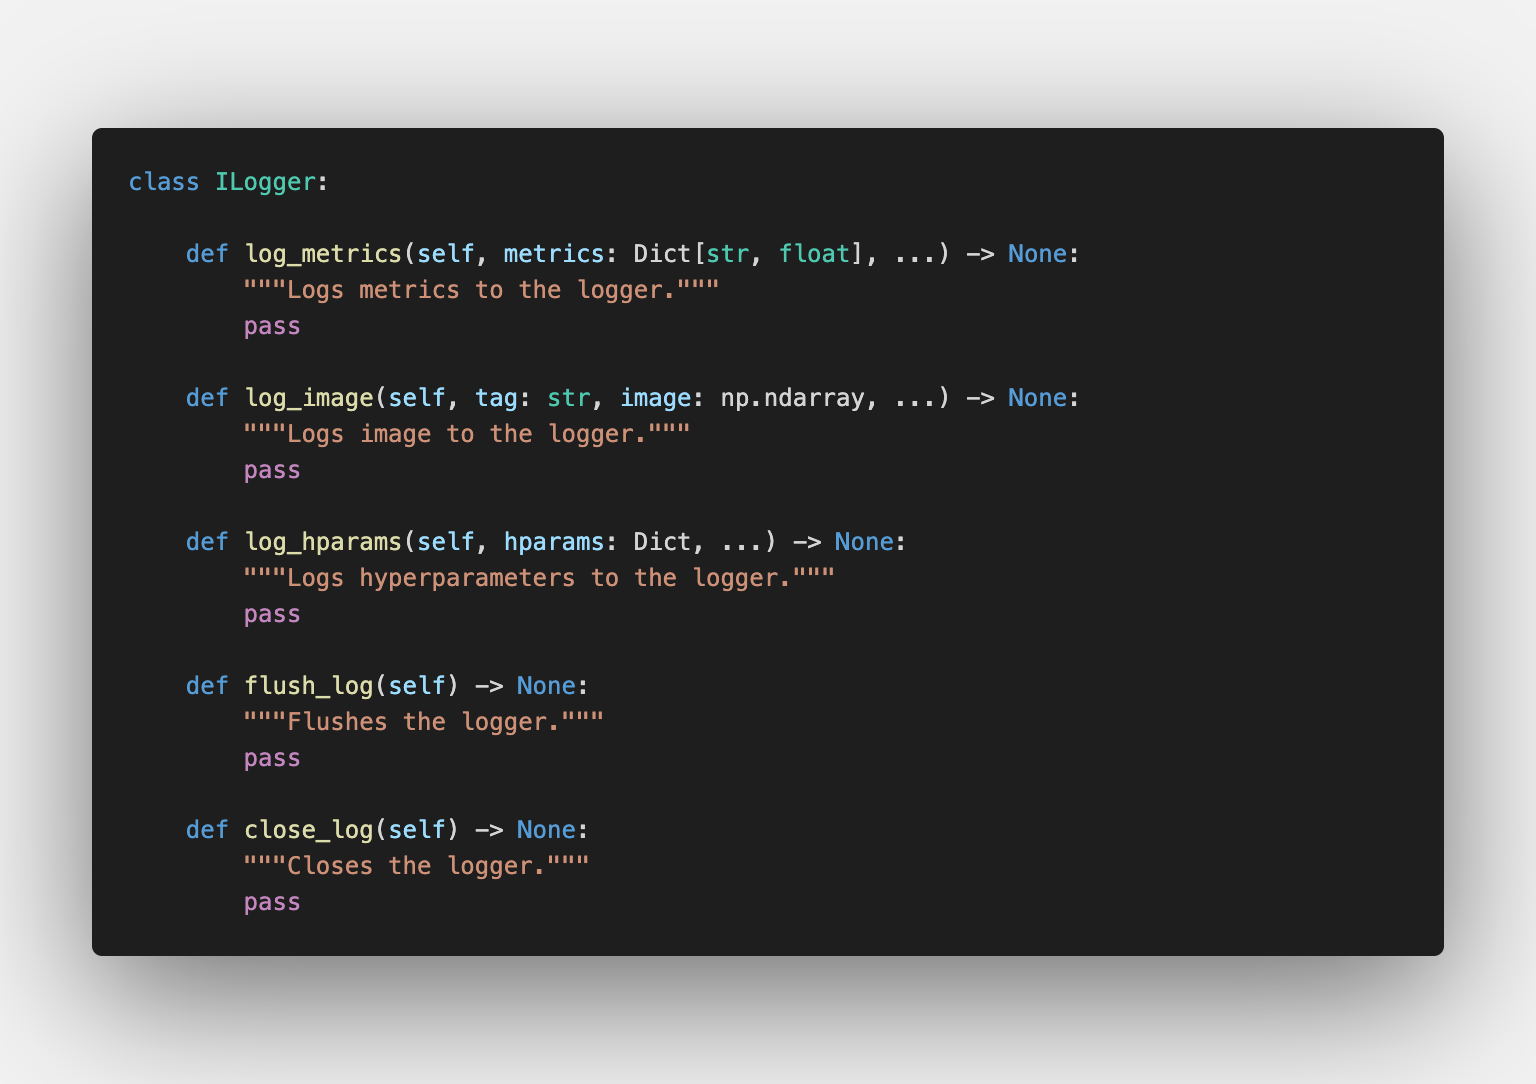 class ILogger:

    def log_metrics(self, metrics: Dict[str, float], ...) -> None:
        """Logs metrics to the logger."""
        pass

    def log_image(self, tag: str, image: np.ndarray, ...) -> None:
        """Logs image to the logger."""
        pass

    def log_hparams(self, hparams: Dict, ...) -> None:
        """Logs hyperparameters to the logger."""
        pass

    def flush_log(self) -> None:
        """Flushes the logger."""
        pass

    def close_log(self) -> None:
        """Closes the logger."""
        pass